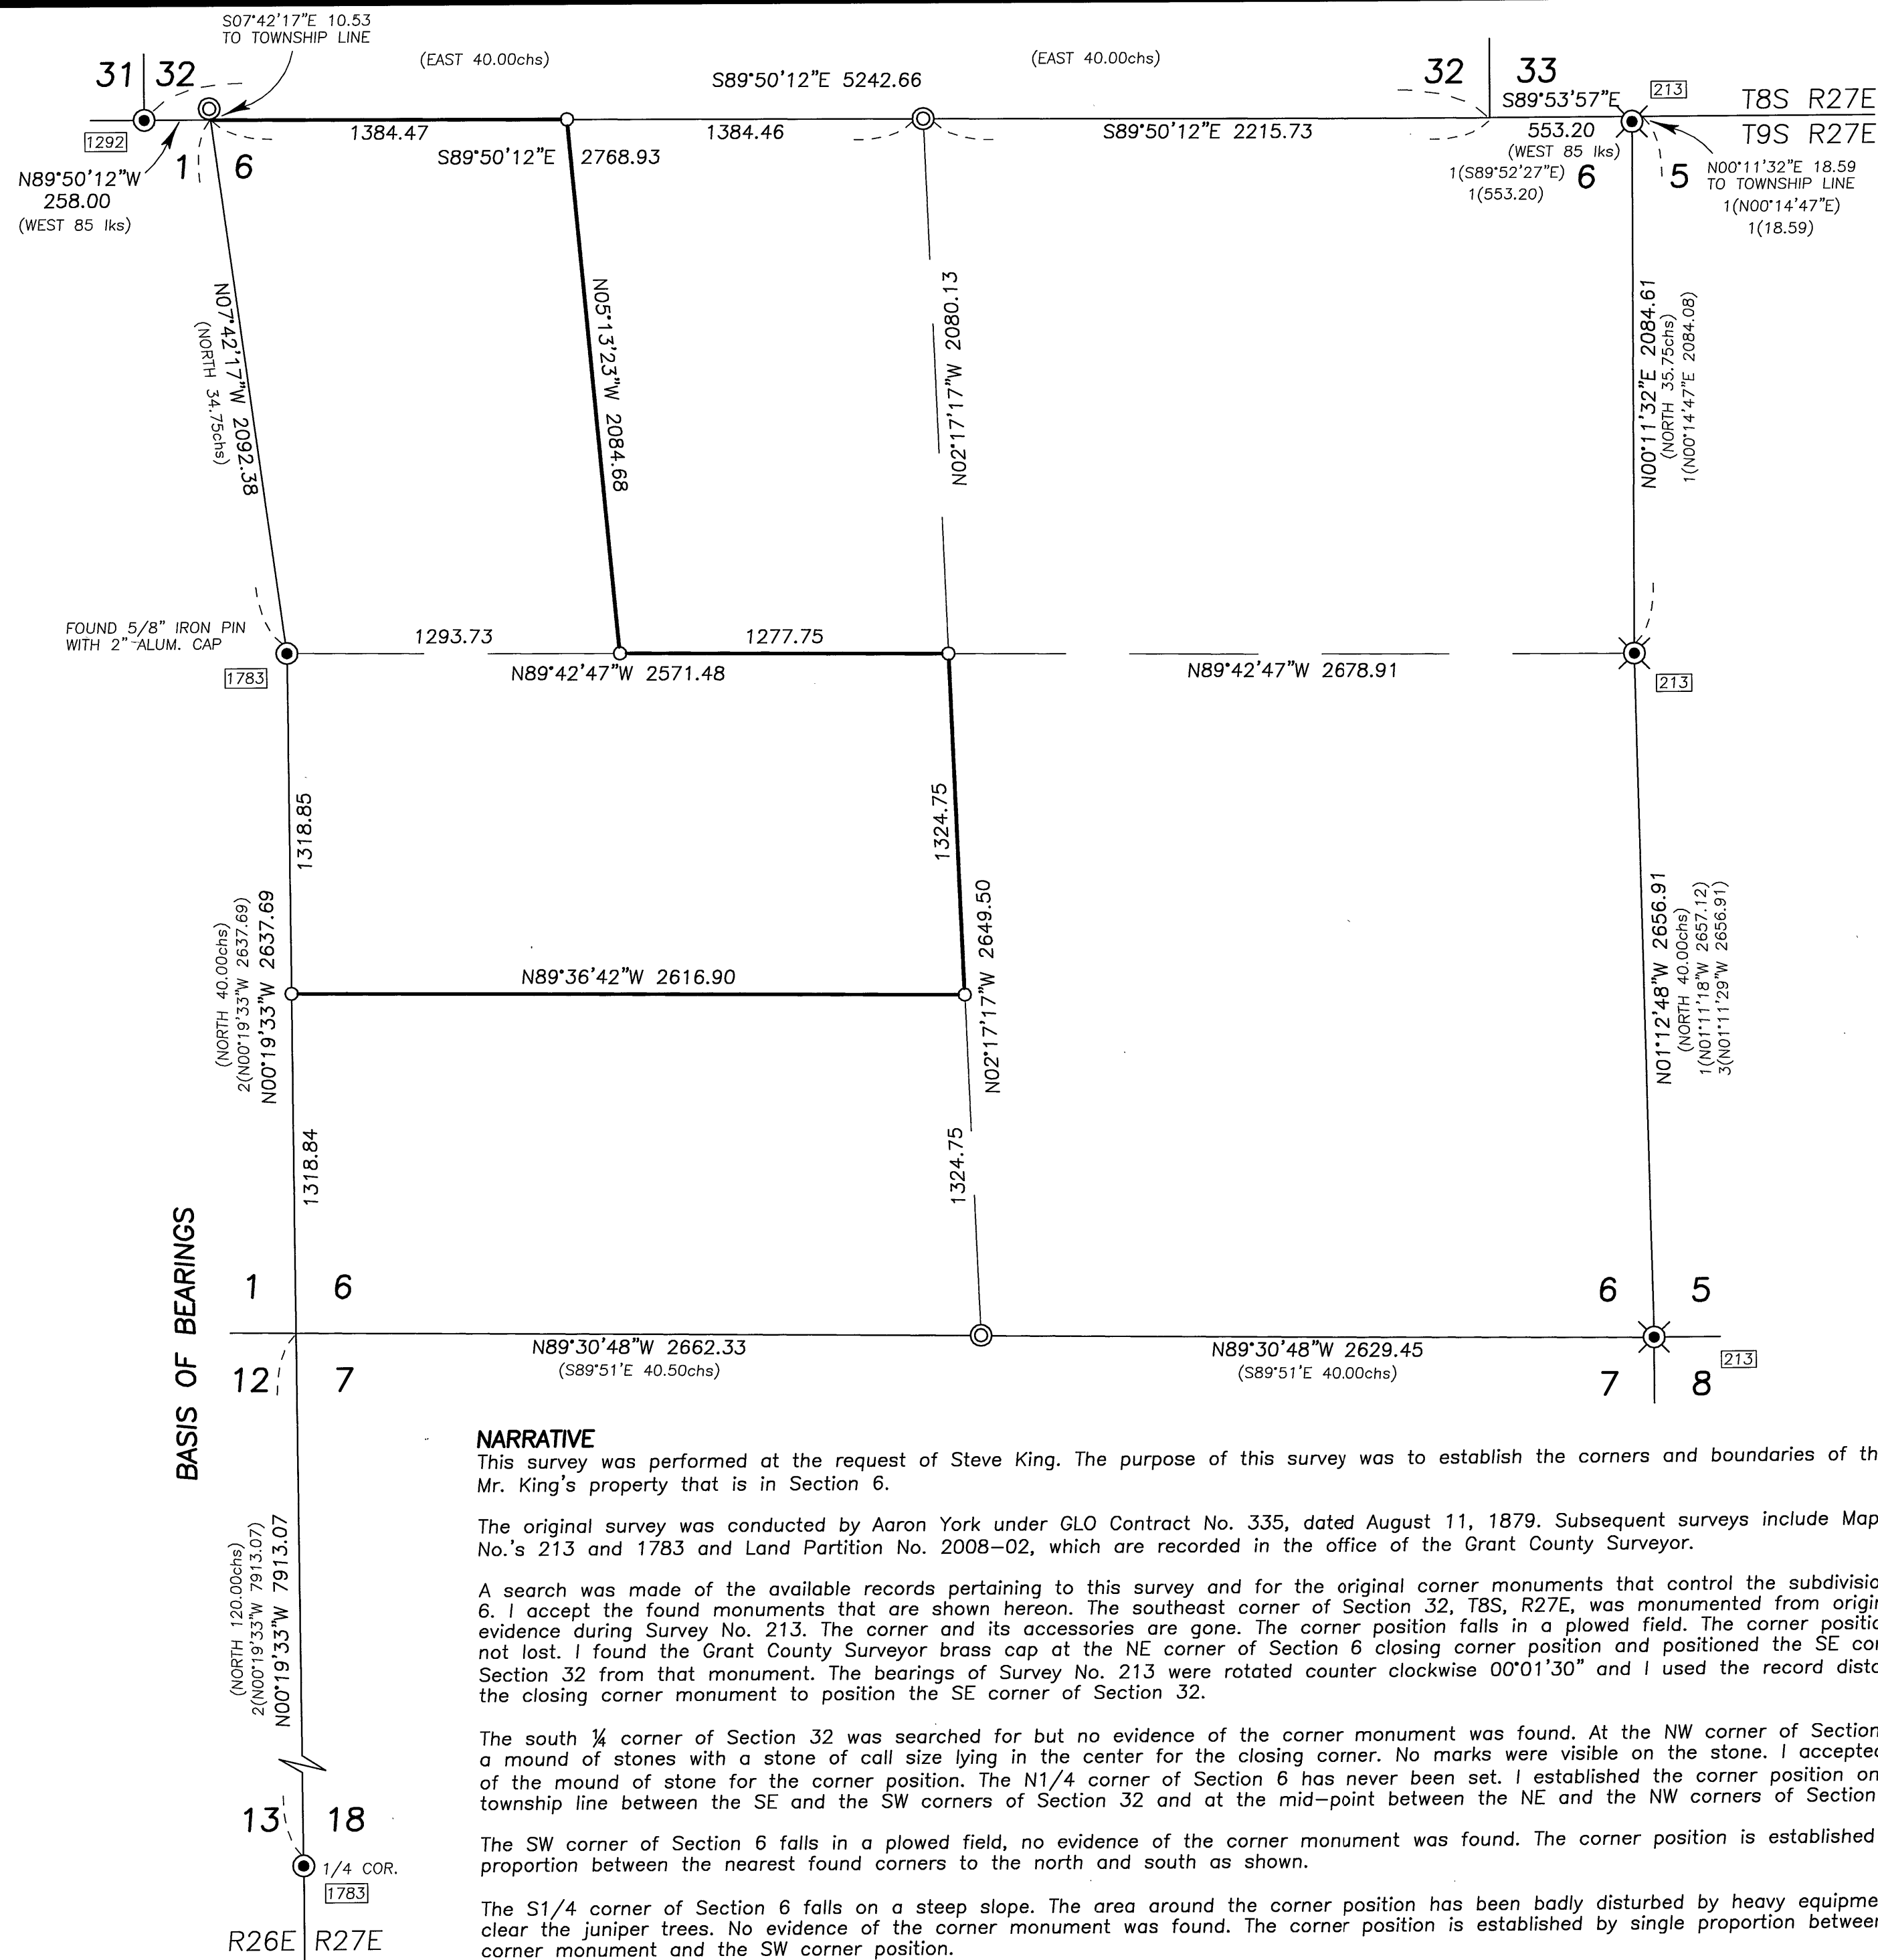 S07°42'17"E 10.53
TO TOWNSHIP LINE
(EAST 40.00chs)
(EAST 40.00chs)
S89°50'12"E 5242.66
31 32
32 33
213
S89°53'57"E
T8S R27E
T9S R27E
1292
1384.47
1384.46
S89°50'12"E 2215.73
553.20
(WEST 85 lks)
S89°50'12"E 2768.93
1 6
N89°50'12"W
258.00
(WEST 85 lks)
1(S89°52'27"E)
1(553.20)
6 5
N00°11'32"E 18.59
TO TOWNSHIP LINE
1(N00°14'47"E)
1(18.59)
N07°42'17"W 2092.38
(NORTH 34.75chs)
N05°13'23"W 2084.68
N02°17'17"W 2080.13
N00°11'32"E 2084.61
(NORTH 35.75chs)
1(N00°14'47"E 2084.08)
FOUND 5/8" IRON PIN
WITH 2" ALUM. CAP
1783
1293.73
1277.75
N89°42'47"W 2571.48
N89°42'47"W 2678.91
213
1318.85
1324.75
(NORTH 40.00chs)
2(N00°19'33"W 2637.69)
N00°19'33"W 2637.69
N89°36'42"W 2616.90
N02°17'17"W 2649.50
N01°12'48"W 2656.91
(NORTH 40.00chs)
1(N01°11'18"W 2657.12)
3(N01°11'29"W 2656.91)
1318.84
1324.75
BASIS OF BEARINGS
1 6
6 5
N89°30'48"W 2662.33
(S89°51'E 40.50chs)
N89°30'48"W 2629.45
(S89°51'E 40.00chs)
12 7
7 8
213
(NORTH 120.00chs)
2(N00°19'33"W 7913.07)
N00°19'33"W 7913.07
13 18
1/4 COR.
1783
R26E R27E
NARRATIVE
This survey was performed at the request of Steve King. The purpose of this survey was to establish the corners and boundaries of th
Mr. King's property that is in Section 6.
The original survey was conducted by Aaron York under GLO Contract No. 335, dated August 11, 1879. Subsequent surveys include Map
No.'s 213 and 1783 and Land Partition No. 2008-02, which are recorded in the office of the Grant County Surveyor.
A search was made of the available records pertaining to this survey and for the original corner monuments that control the subdivisio
6. I accept the found monuments that are shown hereon. The southeast corner of Section 32, T8S, R27E, was monumented from origin
evidence during Survey No. 213. The corner and its accessories are gone. The corner position falls in a plowed field. The corner positio
not lost. I found the Grant County Surveyor brass cap at the NE corner of Section 6 closing corner position and positioned the SE cor
Section 32 from that monument. The bearings of Survey No. 213 were rotated counter clockwise 00°01'30" and I used the record dista
the closing corner monument to position the SE corner of Section 32.
The south ¼ corner of Section 32 was searched for but no evidence of the corner monument was found. At the NW corner of Section
a mound of stones with a stone of call size lying in the center for the closing corner. No marks were visible on the stone. I accepte
of the mound of stone for the corner position. The N1/4 corner of Section 6 has never been set. I established the corner position on
township line between the SE and the SW corners of Section 32 and at the mid-point between the NE and the NW corners of Section
The SW corner of Section 6 falls in a plowed field, no evidence of the corner monument was found. The corner position is established
proportion between the nearest found corners to the north and south as shown.
The S1/4 corner of Section 6 falls on a steep slope. The area around the corner position has been badly disturbed by heavy equipme
clear the juniper trees. No evidence of the corner monument was found. The corner position is established by single proportion between
corner monument and the SW corner position.